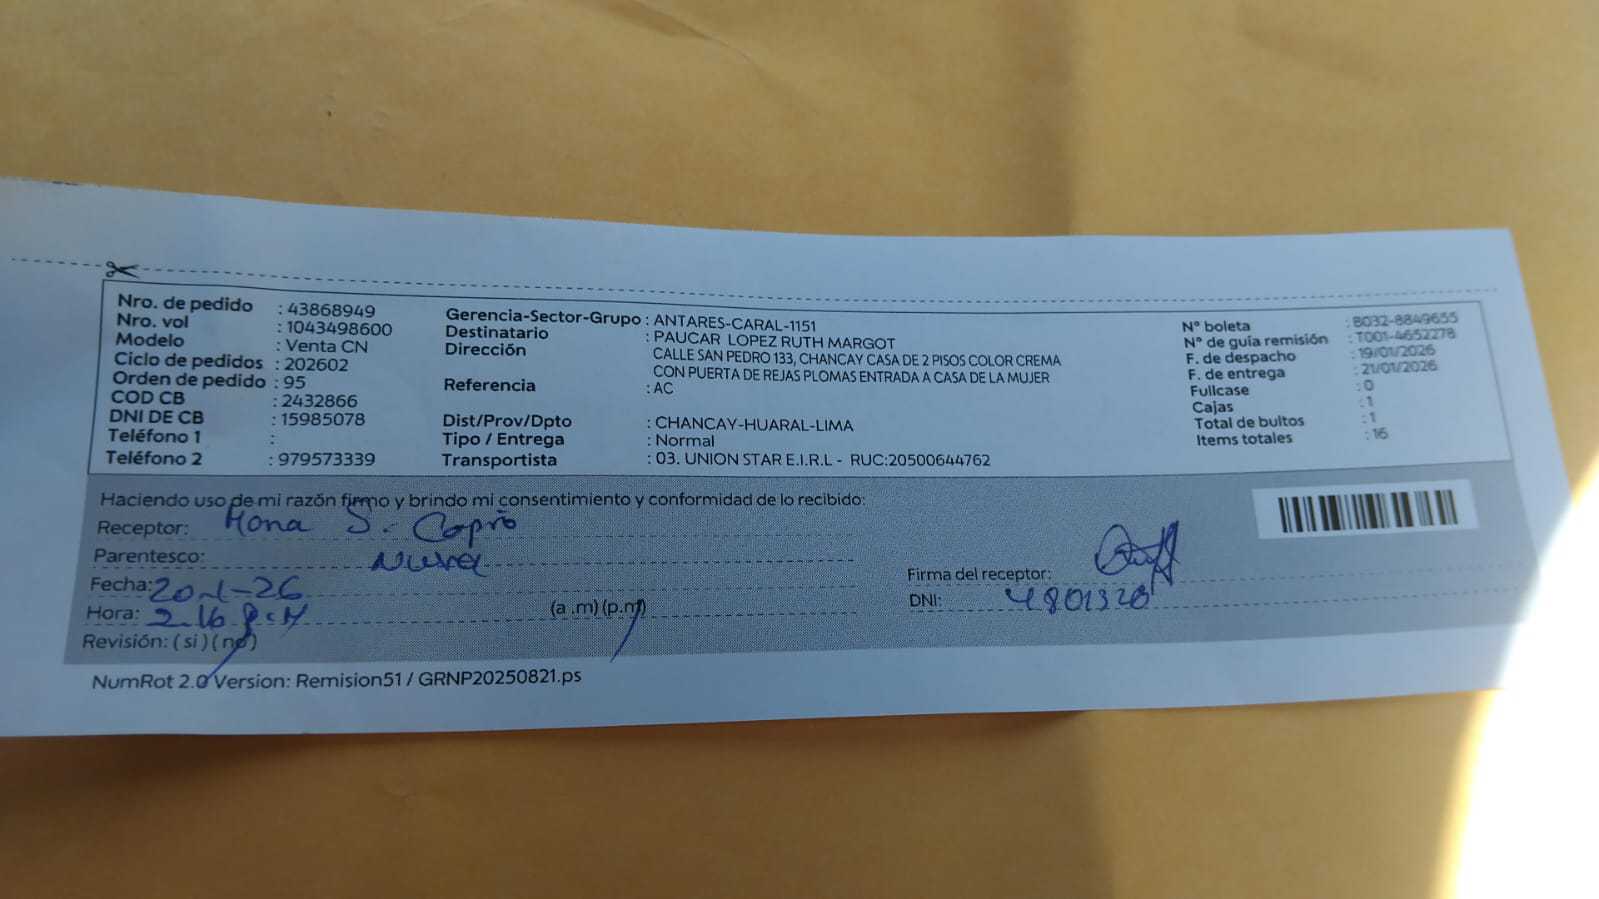 Nro. de pedido : 43868949
Nro. vol : 1043498600
Modelo : Venta CN
Ciclo de pedidos : 202602
Orden de pedido : 95
COD CB : 2432866
DNI DE CB : 15985078
Teléfono 1 :
Teléfono 2 : 979573339
Gerencia-Sector-Grupo : ANTARES-CARAL-1151
Destinatario : PAUCAR LOPEZ RUTH MARGOT
Dirección CALLE SAN PEDRO 133, CHANCAY CASA DE 2 PISOS COLOR CREMA
CON PUERTA DE REJAS PLOMAS ENTRADA A CASA DE LA MUJER
Referencia : AC
Dist/Prov/Dpto : CHANCAY-HUARAL-LIMA
Tipo / Entrega : Normal
Transportista : 03. UNION STAR E.I.R.L - RUC:20500644762
N° boleta : B032-8849655
N° de guía remisión : T001-4652278
F. de despacho : 19/01/2026
F. de entrega : 21/01/2026
Fullcase : 0
Cajas : 1
Total de bultos : 1
Items totales : 16
Haciendo uso de mi razón firmo y brindo mi consentimiento y conformidad de lo recibido:
Receptor: S.
Parentesco: Nuera
Fecha: 20-1-26
Hora: 2.16 P.M (a .m) (p.m)
Revisión: ( si ) ( no )
Firma del receptor:
DNI: 4801320
NumRot 2.0 Version: Remision51 / GRNP20250821.ps